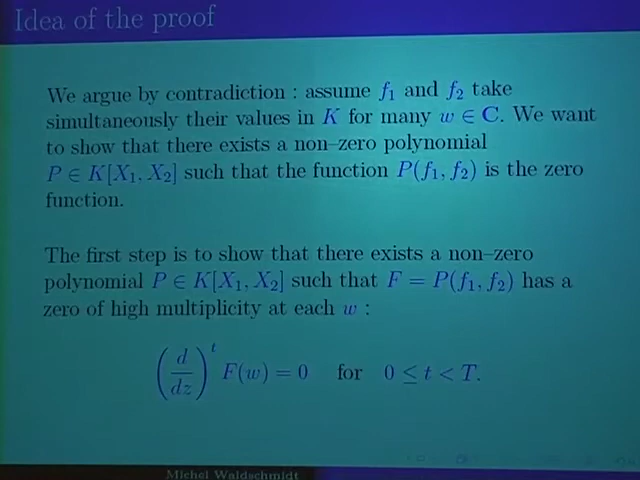 Idea of the proof
We argue by contradiction : assume f₁ and f₂ take
simultaneously their values in K for many w ∈ C. We want
to show that there exists a non–zero polynomial
P ∈ K[X₁, X₂] such that the function P(f₁, f₂) is the zero
function.
The first step is to show that there exists a non–zero
polynomial P ∈ K[X₁, X₂] such that F = P(f₁, f₂) has a
zero of high multiplicity at each w :
(d/dz)ᵗ F(w) = 0 for 0 ≤ t < T.
Michel Waldschmidt